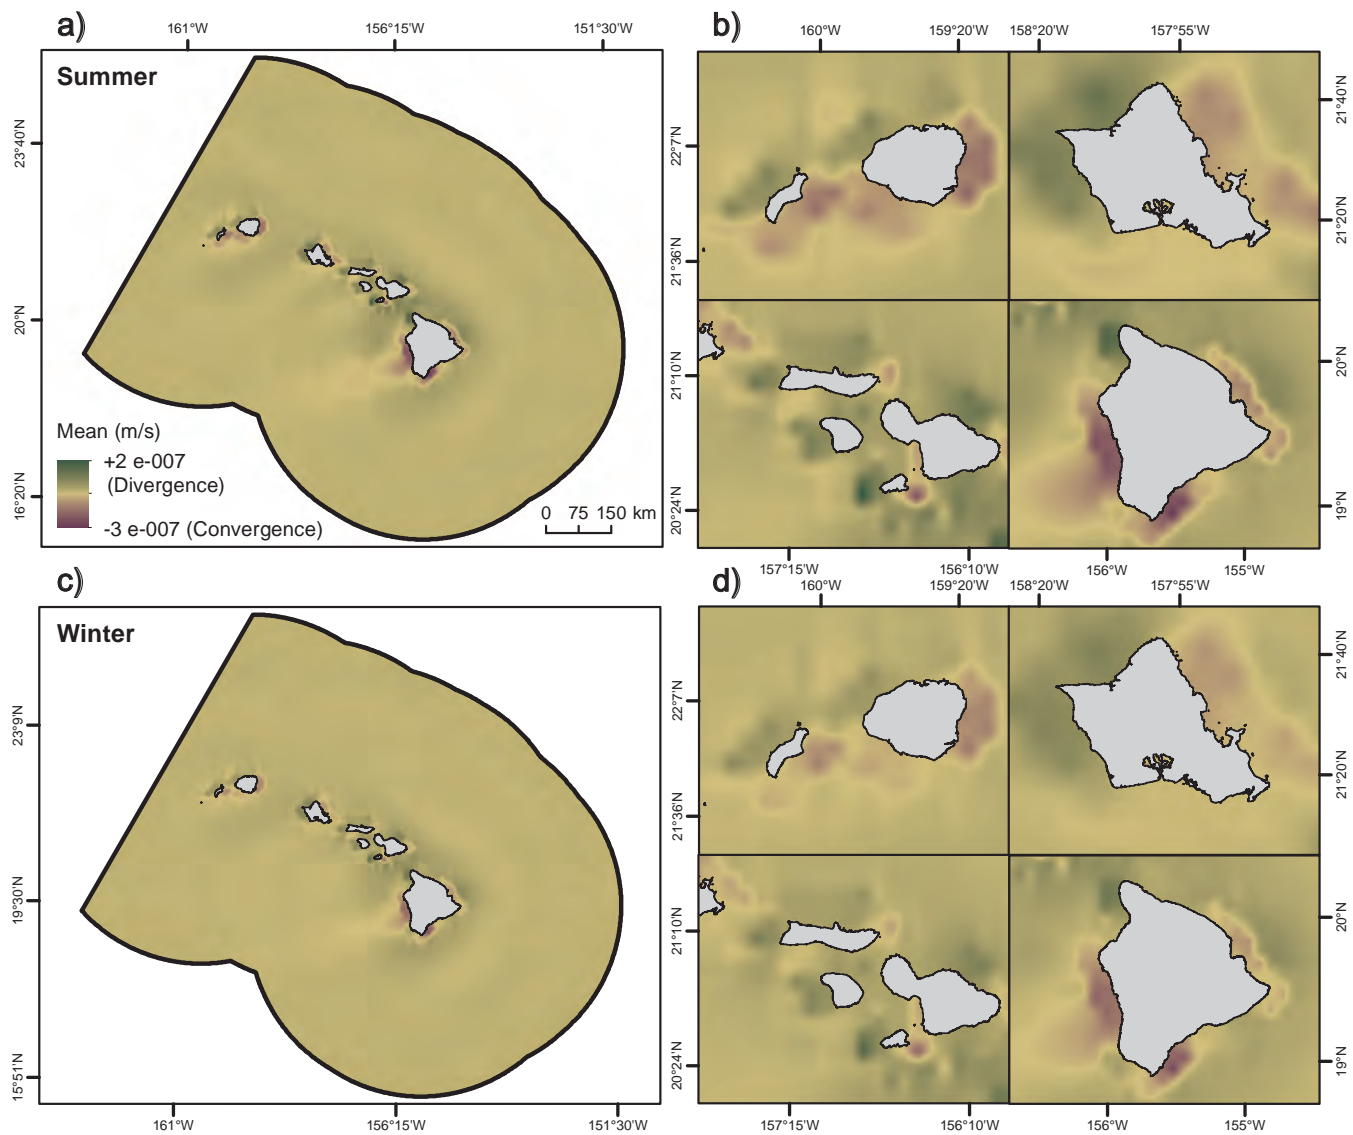 a)
161°W 156°15'W 151°30'W
Summer
23°40'N
20°N
16°20'N
Mean (m/s)
+2 e-007
(Divergence)
-3 e-007 (Convergence)
0 75 150 km
b)
160°W 159°20'W 158°20'W 157°55'W
22°7'N
21°36'N
21°40'N
21°20'N
21°10'N
20°24'N
20°N
19°N
157°15'W 156°10'W 156°W 155°W
c)
Winter
23°9'N
19°30'N
15°51'N
161°W 156°15'W 151°30'W
d)
160°W 159°20'W 158°20'W 157°55'W
22°7'N
21°36'N
21°40'N
21°20'N
21°10'N
20°24'N
20°N
19°N
157°15'W 156°10'W 156°W 155°W